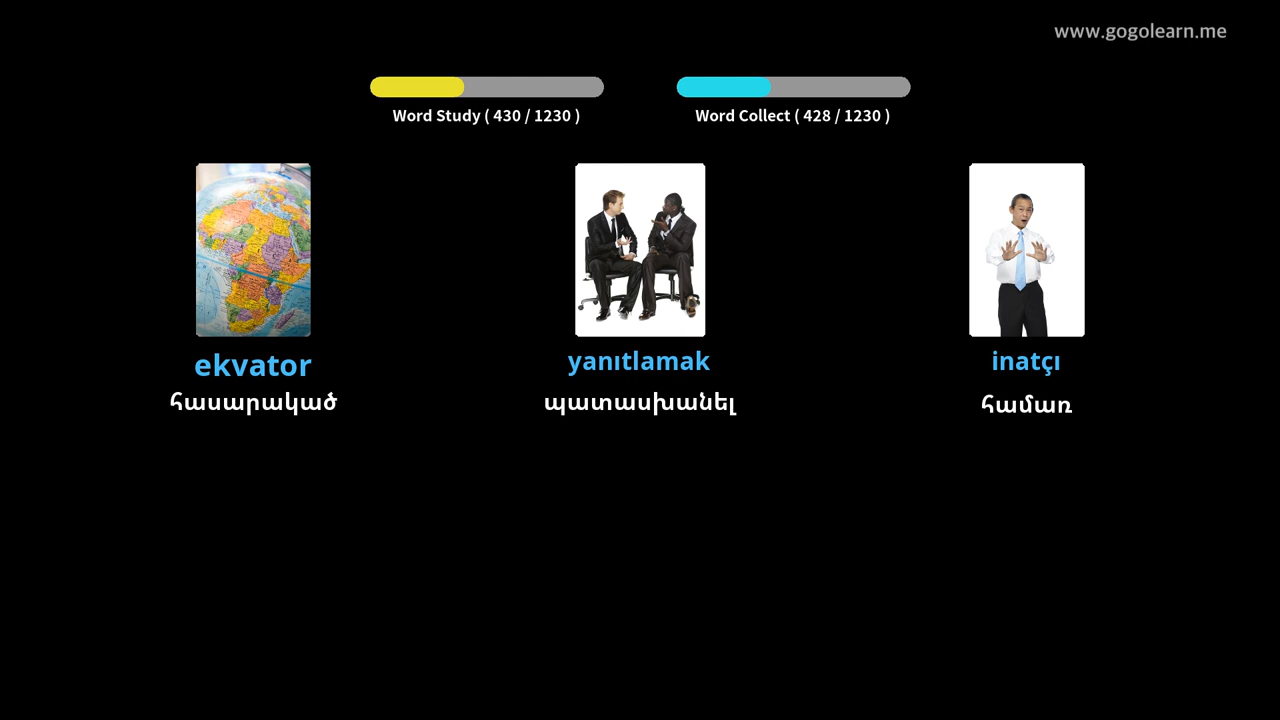 www.gogolearn.me
Word Study ( 430 / 1230 )
Word Collect ( 428 / 1230 )
ekvator
հասարակած
yanıtlamak
պատասխանել
inatçı
համառ